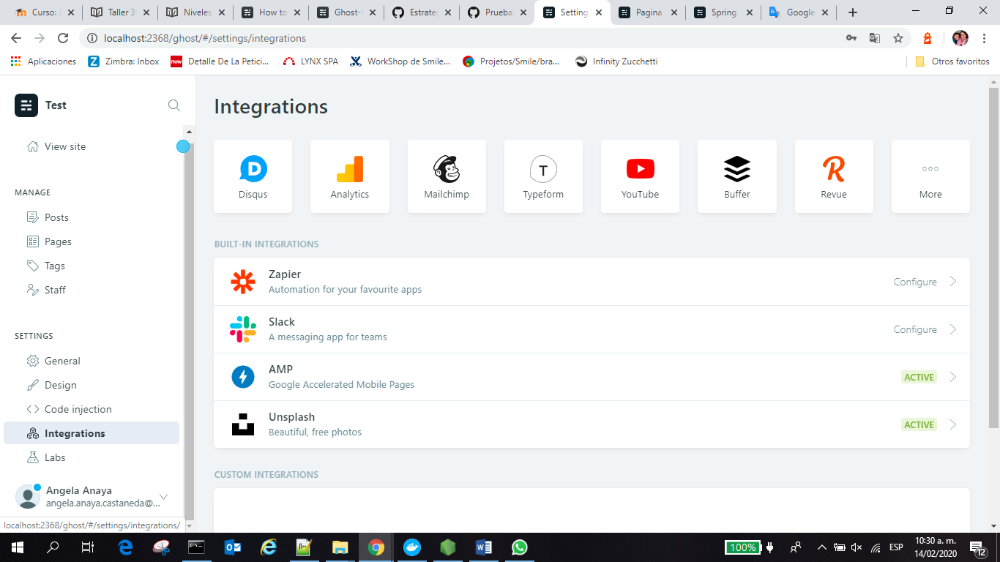 Curso: 
Taller 3
Niveles
How to
Ghost-
Estrate
Prueba
Setting
Pagina
Spring
Google
localhost:2368/ghost/#/settings/integrations
Aplicaciones
Zimbra: Inbox
now Detalle De La Petici...
LYNX SPA
WorkShop de Smile...
Projetos/Smile/bra...
Infinity Zucchetti
Otros favoritos
Test
View site
MANAGE
Posts
Pages
Tags
Staff
SETTINGS
General
Design
Code injection
Integrations
Labs
Angela Anaya
angela.anaya.castaneda@...
localhost:2368/ghost/#/settings/integrations/
Integrations
Disqus
Analytics
Mailchimp
Typeform
YouTube
Buffer
Revue
More
BUILT-IN INTEGRATIONS
Zapier
Automation for your favourite apps
Configure
Slack
A messaging app for teams
Configure
AMP
Google Accelerated Mobile Pages
ACTIVE
Unsplash
Beautiful, free photos
ACTIVE
CUSTOM INTEGRATIONS
100%
ESP
10:30 a. m.
14/02/2020
12